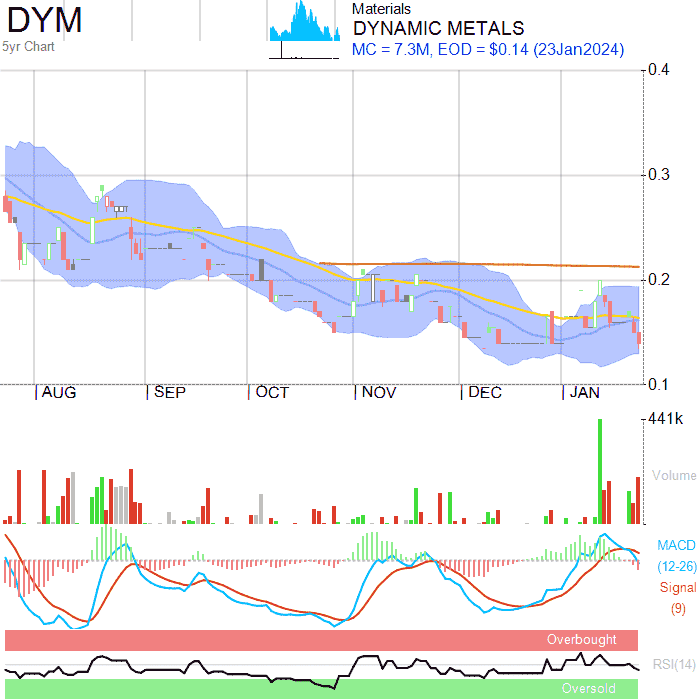 DYM
5yr Chart
Materials
DYNAMIC METALS
MC = 7.3M, EOD = $0.14 (23Jan2024)
0.4
0.3
0.2
0.1
AUG SEP OCT NOV DEC JAN
441k
Volume
MACD
(12-26)
Signal
(9)
Overbought
RSI(14)
Oversold